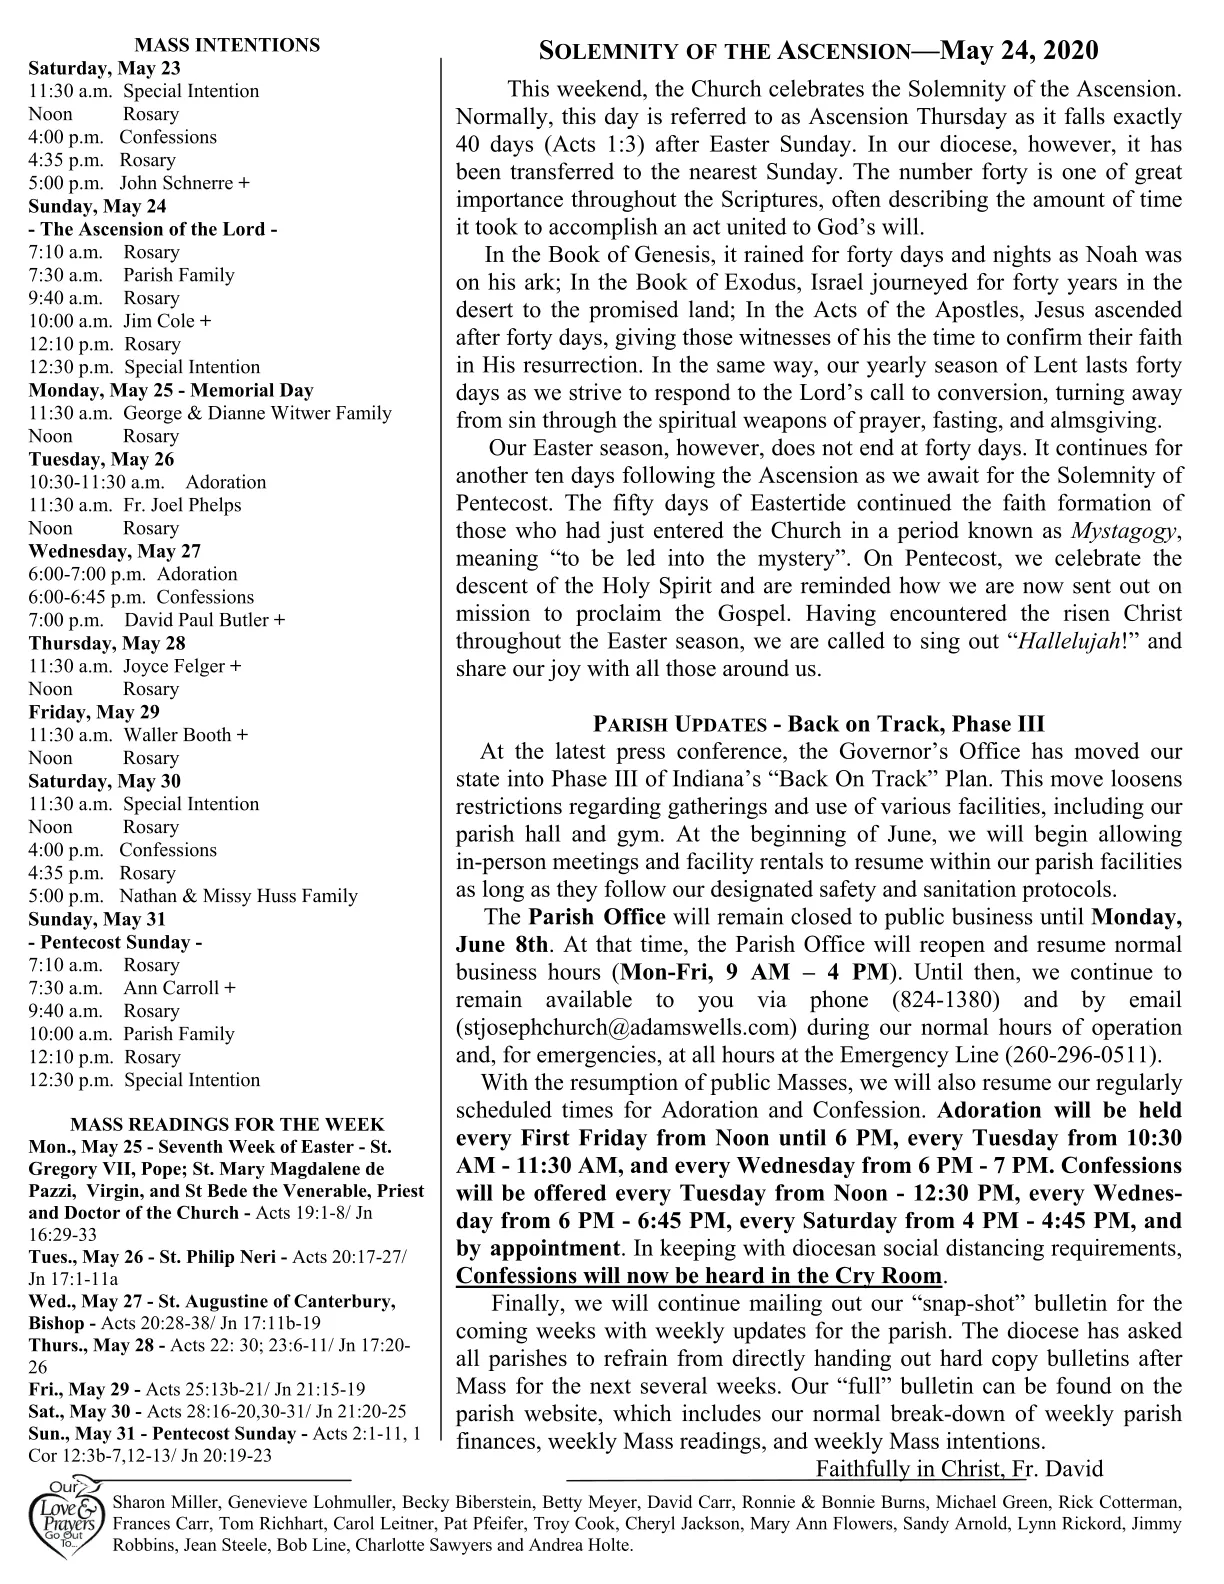 MASS INTENTIONS
Saturday, May 23
11:30 a.m. Special Intention
Noon Rosary
4:00 p.m. Confessions
4:35 p.m. Rosary
5:00 p.m. John Schnerre +
Sunday, May 24
- The Ascension of the Lord -
7:10 a.m. Rosary
7:30 a.m. Parish Family
9:40 a.m. Rosary
10:00 a.m. Jim Cole +
12:10 p.m. Rosary
12:30 p.m. Special Intention
Monday, May 25 - Memorial Day
11:30 a.m. George & Dianne Witwer Family
Noon Rosary
Tuesday, May 26
10:30-11:30 a.m. Adoration
11:30 a.m. Fr. Joel Phelps
Noon Rosary
Wednesday, May 27
6:00-7:00 p.m. Adoration
6:00-6:45 p.m. Confessions
7:00 p.m. David Paul Butler +
Thursday, May 28
11:30 a.m. Joyce Felger +
Noon Rosary
Friday, May 29
11:30 a.m. Waller Booth +
Noon Rosary
Saturday, May 30
11:30 a.m. Special Intention
Noon Rosary
4:00 p.m. Confessions
4:35 p.m. Rosary
5:00 p.m. Nathan & Missy Huss Family
Sunday, May 31
- Pentecost Sunday -
7:10 a.m. Rosary
7:30 a.m. Ann Carroll +
9:40 a.m. Rosary
10:00 a.m. Parish Family
12:10 p.m. Rosary
12:30 p.m. Special Intention
MASS READINGS FOR THE WEEK
Mon., May 25 - Seventh Week of Easter - St.
Gregory VII, Pope; St. Mary Magdalene de
Pazzi, Virgin, and St Bede the Venerable, Priest
and Doctor of the Church - Acts 19:1-8/ Jn
16:29-33
Tues., May 26 - St. Philip Neri - Acts 20:17-27/
Jn 17:1-11a
Wed., May 27 - St. Augustine of Canterbury,
Bishop - Acts 20:28-38/ Jn 17:11b-19
Thurs., May 28 - Acts 22: 30; 23:6-11/ Jn 17:20-
26
Fri., May 29 - Acts 25:13b-21/ Jn 21:15-19
Sat., May 30 - Acts 28:16-20,30-31/ Jn 21:20-25
Sun., May 31 - Pentecost Sunday - Acts 2:1-11, 1
Cor 12:3b-7,12-13/ Jn 20:19-23
SOLEMNITY OF THE ASCENSION—May 24, 2020
This weekend, the Church celebrates the Solemnity of the Ascension.
Normally, this day is referred to as Ascension Thursday as it falls exactly
40 days (Acts 1:3) after Easter Sunday. In our diocese, however, it has
been transferred to the nearest Sunday. The number forty is one of great
importance throughout the Scriptures, often describing the amount of time
it took to accomplish an act united to God's will.
In the Book of Genesis, it rained for forty days and nights as Noah was
on his ark; In the Book of Exodus, Israel journeyed for forty years in the
desert to the promised land; In the Acts of the Apostles, Jesus ascended
after forty days, giving those witnesses of his the time to confirm their faith
in His resurrection. In the same way, our yearly season of Lent lasts forty
days as we strive to respond to the Lord's call to conversion, turning away
from sin through the spiritual weapons of prayer, fasting, and almsgiving.
Our Easter season, however, does not end at forty days. It continues for
another ten days following the Ascension as we await for the Solemnity of
Pentecost. The fifty days of Eastertide continued the faith formation of
those who had just entered the Church in a period known as Mystagogy,
meaning “to be led into the mystery”. On Pentecost, we celebrate the
descent of the Holy Spirit and are reminded how we are now sent out on
mission to proclaim the Gospel. Having encountered the risen Christ
throughout the Easter season, we are called to sing out “Hallelujah!” and
share our joy with all those around us.
PARISH UPDATES - Back on Track, Phase III
At the latest press conference, the Governor's Office has moved our
state into Phase III of Indiana's “Back On Track” Plan. This move loosens
restrictions regarding gatherings and use of various facilities, including our
parish hall and gym. At the beginning of June, we will begin allowing
in-person meetings and facility rentals to resume within our parish facilities
as long as they follow our designated safety and sanitation protocols.
The Parish Office will remain closed to public business until Monday,
June 8th. At that time, the Parish Office will reopen and resume normal
business hours (Mon-Fri, 9 AM – 4 PM). Until then, we continue to
remain available to you via phone (824-1380) and by email
(stjosephchurch@adamswells.com) during our normal hours of operation
and, for emergencies, at all hours at the Emergency Line (260-296-0511).
With the resumption of public Masses, we will also resume our regularly
scheduled times for Adoration and Confession. Adoration will be held
every First Friday from Noon until 6 PM, every Tuesday from 10:30
AM - 11:30 AM, and every Wednesday from 6 PM - 7 PM. Confessions
will be offered every Tuesday from Noon - 12:30 PM, every Wednes-
day from 6 PM - 6:45 PM, every Saturday from 4 PM - 4:45 PM, and
by appointment. In keeping with diocesan social distancing requirements,
Confessions will now be heard in the Cry Room.
Finally, we will continue mailing out our “snap-shot” bulletin for the
coming weeks with weekly updates for the parish. The diocese has asked
all parishes to refrain from directly handing out hard copy bulletins after
Mass for the next several weeks. Our “full” bulletin can be found on the
parish website, which includes our normal break-down of weekly parish
finances, weekly Mass readings, and weekly Mass intentions.
Faithfully in Christ, Fr. David
Our
Love &
Prayers
Go Out
To...
Sharon Miller, Genevieve Lohmuller, Becky Biberstein, Betty Meyer, David Carr, Ronnie & Bonnie Burns, Michael Green, Rick Cotterman,
Frances Carr, Tom Richhart, Carol Leitner, Pat Pfeifer, Troy Cook, Cheryl Jackson, Mary Ann Flowers, Sandy Arnold, Lynn Rickord, Jimmy
Robbins, Jean Steele, Bob Line, Charlotte Sawyers and Andrea Holte.